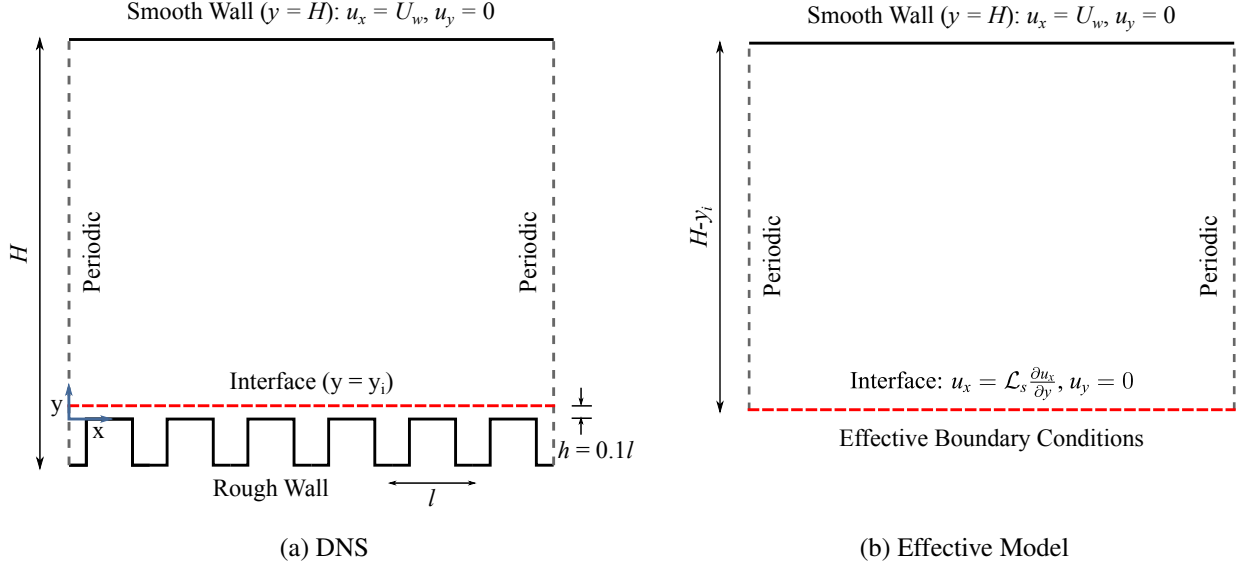 Smooth Wall (y = H): u_x = U_w, u_y = 0
H
Periodic
Periodic
Interface (y = y_i)
y
x
h = 0.1l
Rough Wall
l
(a) DNS
Smooth Wall (y = H): u_x = U_w, u_y = 0
H-y_i
Periodic
Periodic
Interface: u_x = ℒ_s ∂u_x/∂y, u_y = 0
Effective Boundary Conditions
(b) Effective Model